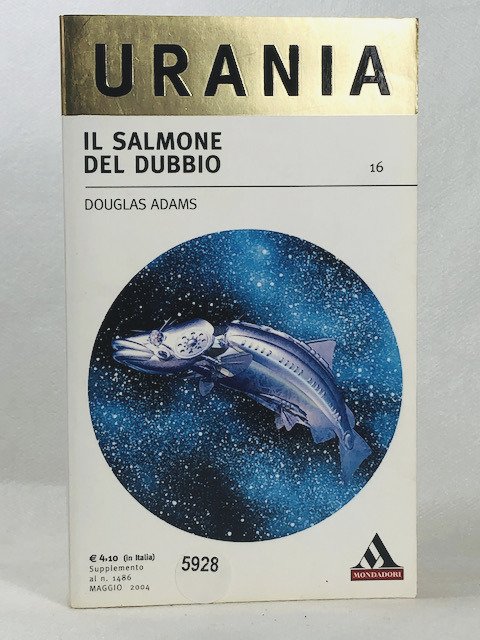 URANIA
IL SALMONE
DEL DUBBIO
16
DOUGLAS ADAMS
€ 4.10 (in Italia)
Supplemento
al n. 1486
MAGGIO 2004
5928
MONDADORI